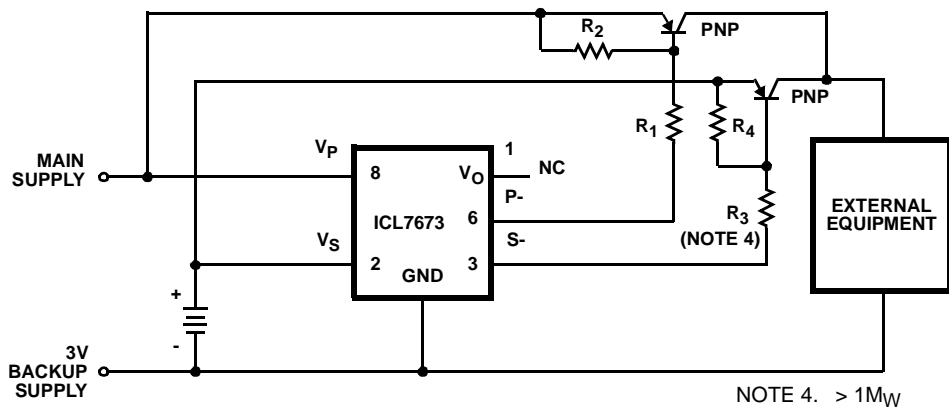 R2
PNP
PNP
R1
R4
MAIN
SUPPLY
VP
8
1
VO
NC
P-
ICL7673
6
R3
(NOTE 4)
EXTERNAL
EQUIPMENT
S-
VS
2
GND
3
+
-
3V
BACKUP
SUPPLY
NOTE 4. > 1MW